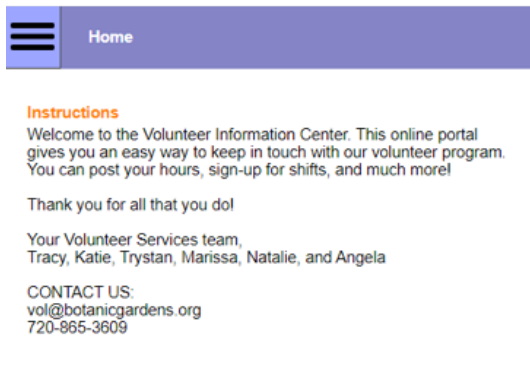 Home
Instructions
Welcome to the Volunteer Information Center. This online portal
gives you an easy way to keep in touch with our volunteer program.
You can post your hours, sign-up for shifts, and much more!
Thank you for all that you do!
Your Volunteer Services team,
Tracy, Katie, Trystan, Marissa, Natalie, and Angela
CONTACT US:
vol@botanicgardens.org
720-865-3609